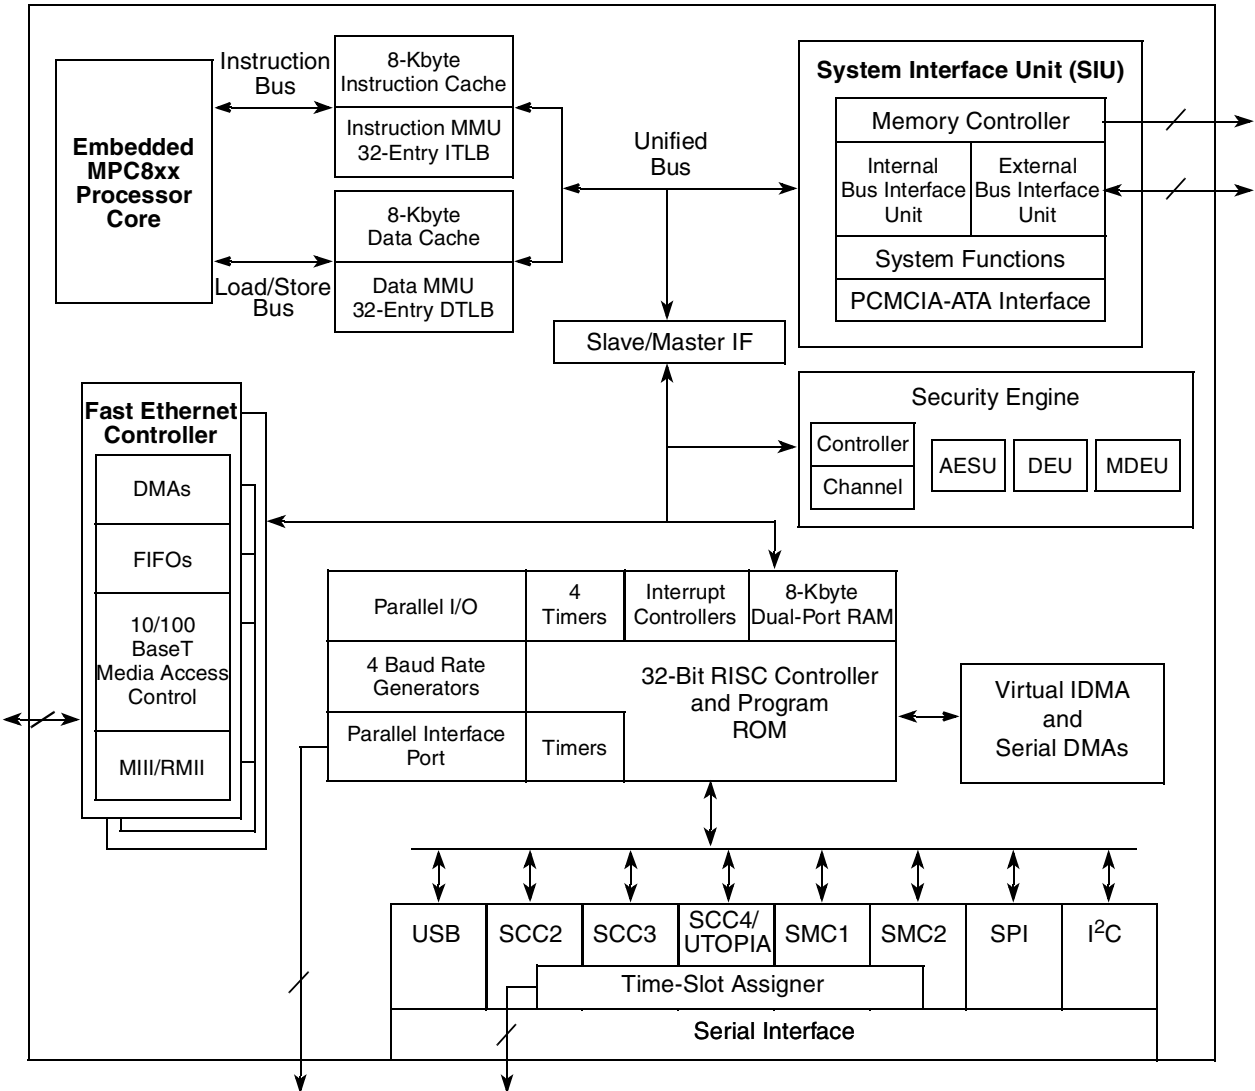 Embedded
MPC8xx
Processor
Core
Instruction
Bus
Load/Store
Bus
8-Kbyte
Instruction Cache
Instruction MMU
32-Entry ITLB
8-Kbyte
Data Cache
Data MMU
32-Entry DTLB
Unified
Bus
System Interface Unit (SIU)
Memory Controller
Internal
Bus Interface
Unit
External
Bus Interface
Unit
System Functions
PCMCIA-ATA Interface
Slave/Master IF
Security Engine
Controller
Channel
AESU
DEU
MDEU
Fast Ethernet
Controller
DMAs
FIFOs
10/100
BaseT
Media Access
Control
MIII/RMII
Parallel I/O
4
Timers
Interrupt
Controllers
8-Kbyte
Dual-Port RAM
4 Baud Rate
Generators
32-Bit RISC Controller
and Program
ROM
Parallel Interface
Port
Timers
Virtual IDMA
and
Serial DMAs
USB
SCC2
SCC3
SCC4/
UTOPIA
SMC1
SMC2
SPI
I²C
Time-Slot Assigner
Serial Interface